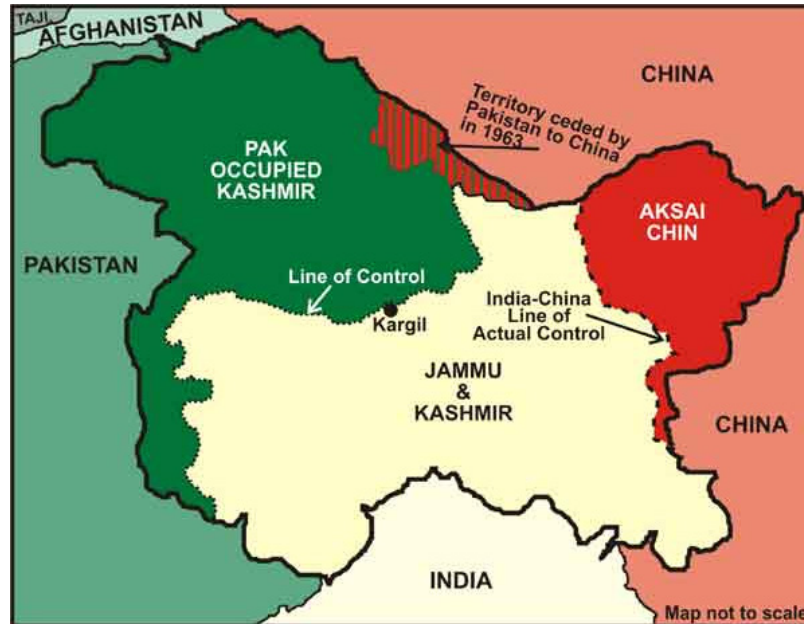 TAJI.
AFGHANISTAN
CHINA
Territory ceded by
Pakistan to China
in 1963
PAK
OCCUPIED
KASHMIR
AKSAI
CHIN
PAKISTAN
Line of Control
Kargil
India-China
Line of
Actual Control
JAMMU
&
KASHMIR
CHINA
INDIA
Map not to scale